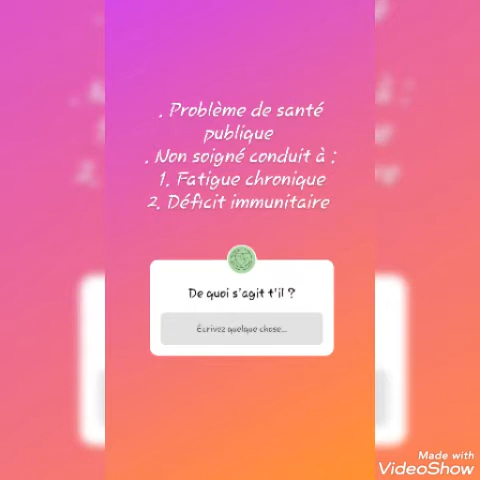 . Problème de santé
publique
. Non soigné conduit à :
1. Fatigue chronique
2. Déficit immunitaire
De quoi s'agit t'il ?
Écrivez quelque chose...
Made with
VideoShow